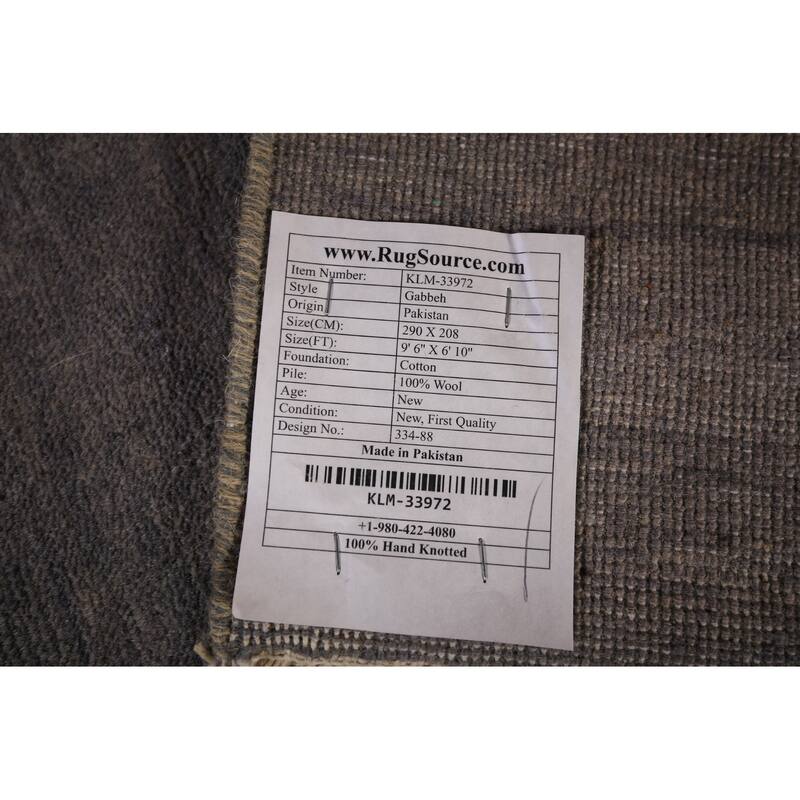 www.RugSource.com
Item Number: KLM-33972
Style Gabbeh
Origin Pakistan
Size(CM): 290 X 208
Size(FT): 9' 6" X 6' 10"
Foundation: Cotton
Pile: 100% Wool
Age: New
Condition: New, First Quality
Design No.: 334-88
Made in Pakistan
KLM-33972
+1-980-422-4080
100% Hand Knotted